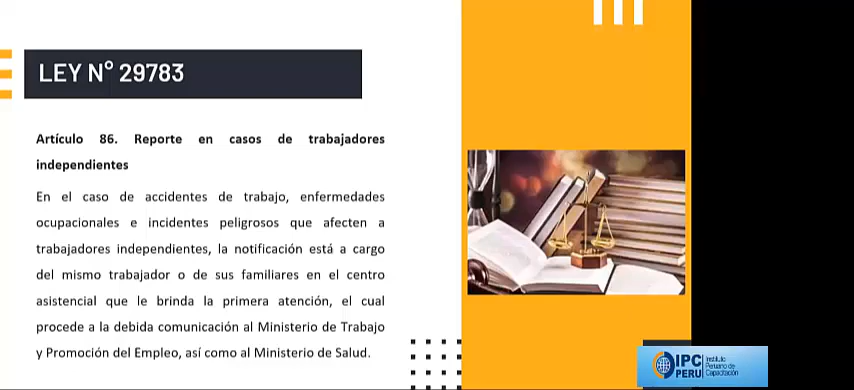 LEY N° 29783
Artículo 86. Reporte en casos de trabajadores
independientes
En el caso de accidentes de trabajo, enfermedades
ocupacionales e incidentes peligrosos que afecten a
trabajadores independientes, la notificación está a cargo
del mismo trabajador o de sus familiares en el centro
asistencial que le brinda la primera atención, el cual
procede a la debida comunicación al Ministerio de Trabajo
y Promoción del Empleo, así como al Ministerio de Salud.
IPC
PERU
Instituto
Peruano de
Capacitación